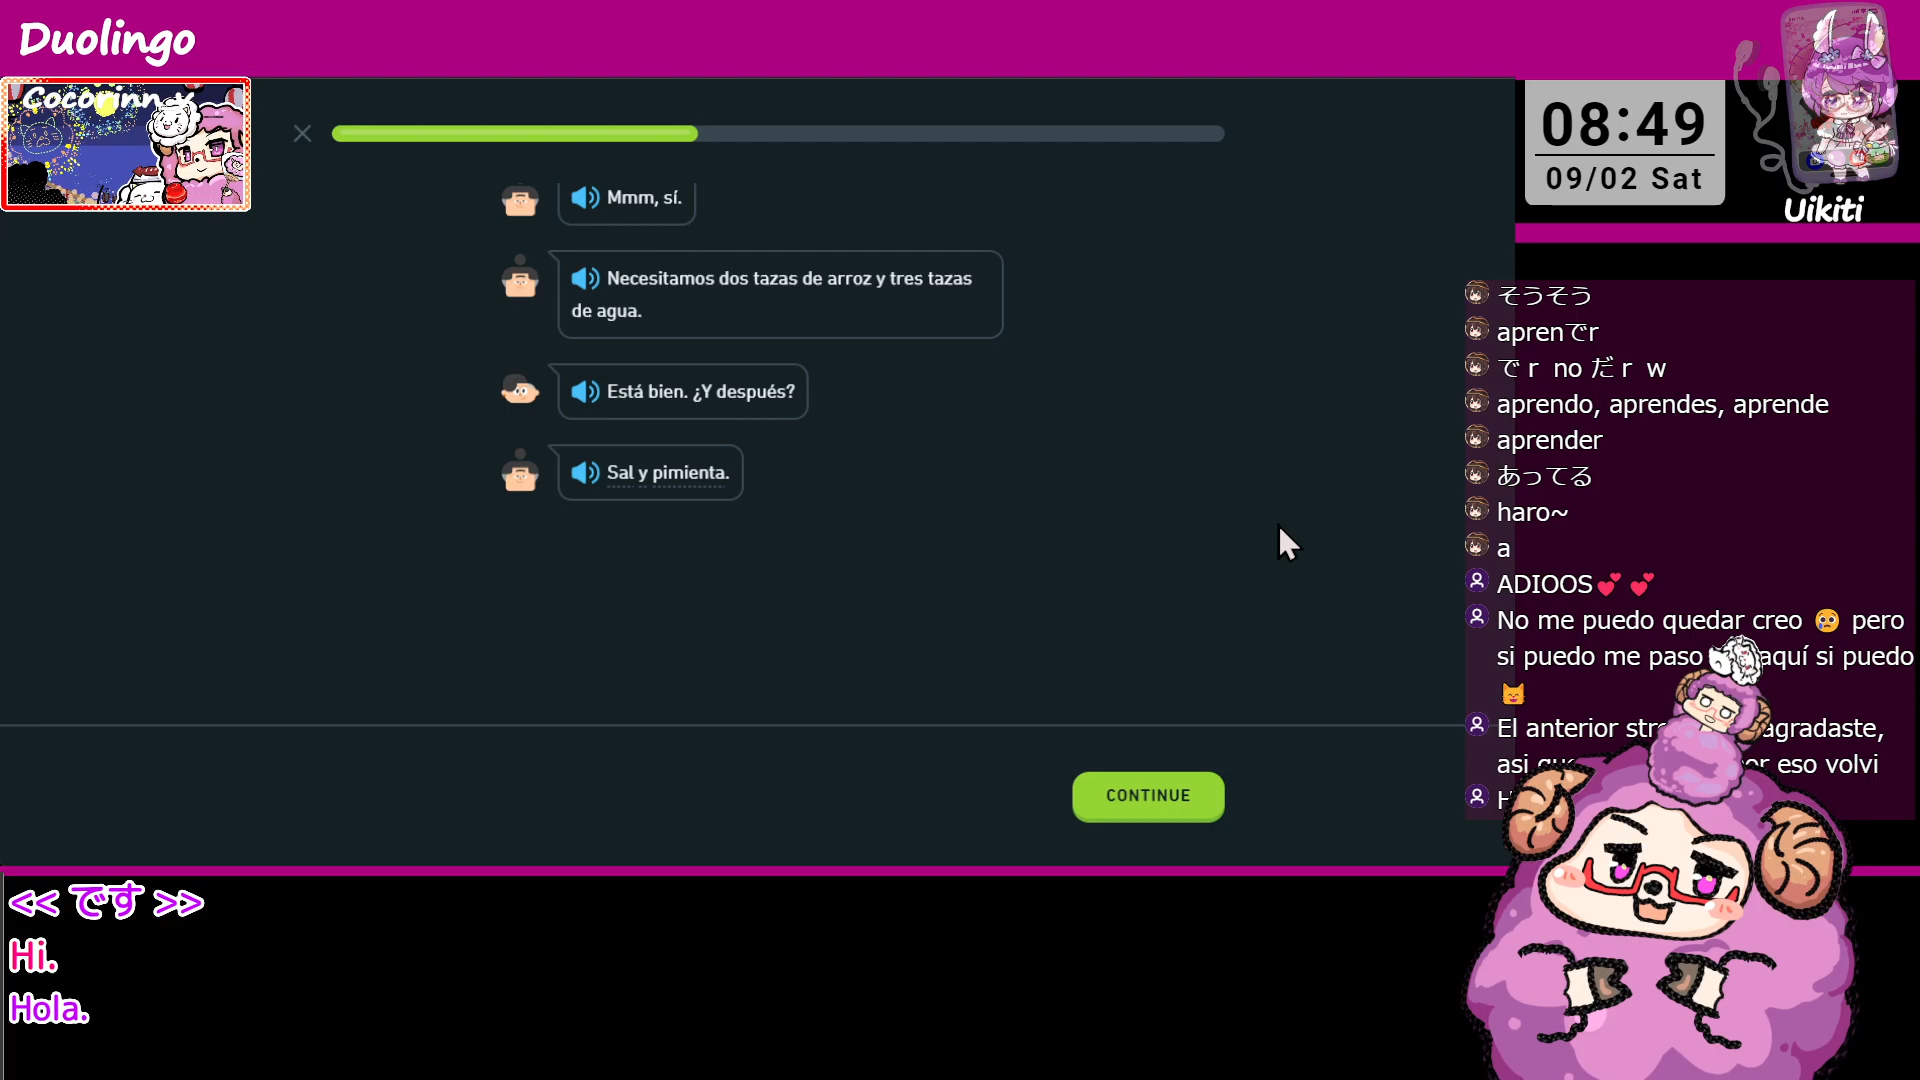 Duolingo
Cocorinn
Mmm, sí.
Necesitamos dos tazas de arroz y tres tazas
de agua.
Está bien. ¿Y después?
Sal y pimienta.
CONTINUE
08:49
09/02 Sat
Uikiti
そうそう
aprenでr
でr no だr w
aprendo, aprendes, aprende
aprender
あってる
haro~
a
ADIOOS💕 💕
No me puedo quedar creo 😢 pero
si puedo me paso aquí si puedo
😺
El anterior agradaste,
asi eso volvi
<< です >>
Hi.
Hola.